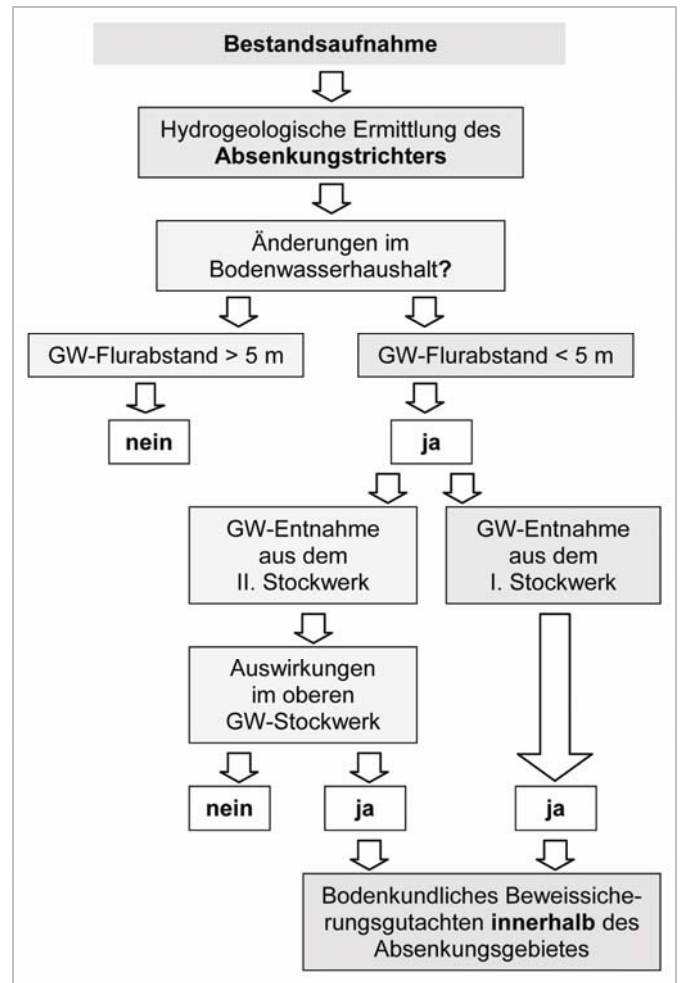 Bestandsaufnahme
Hydrogeologische Ermittlung des
Absenkungstrichters
Änderungen im
Bodenwasserhaushalt?
GW-Flurabstand > 5 m
GW-Flurabstand < 5 m
nein
ja
GW-Entnahme
aus dem
II. Stockwerk
GW-Entnahme
aus dem
I. Stockwerk
Auswirkungen
im oberen
GW-Stockwerk
nein
ja
ja
Bodenkundliches Beweissiche-
rungsgutachten innerhalb des
Absenkungsgebietes